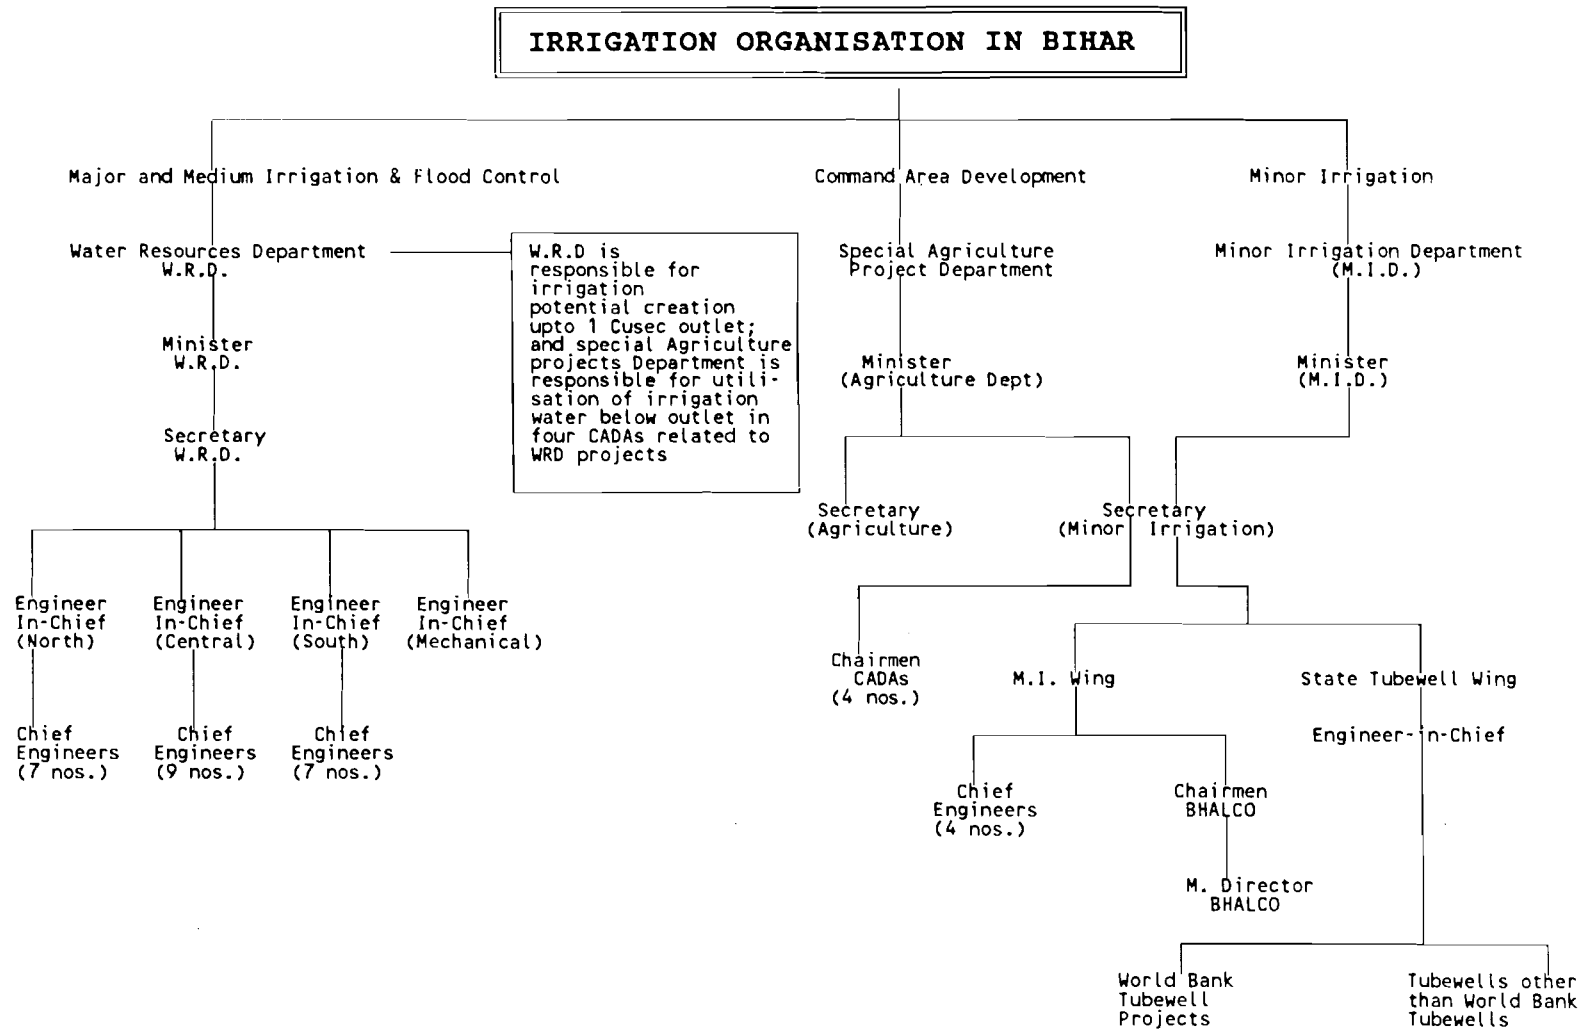 IRRIGATION ORGANISATION IN BIHAR
Major and Medium Irrigation & Flood Control
Command Area Development
Minor Irrigation
Water Resources Department
W.R.D.
W.R.D is
responsible for
irrigation
potential creation
upto 1 Cusec outlet;
and special Agriculture
projects Department is
responsible for utili-
sation of irrigation
water below outlet in
four CADAs related to
WRD projects
Special Agriculture
Project Department
Minor Irrigation Department
(M.I.D.)
Minister
W.R.D.
Minister
(Agriculture Dept)
Minister
(M.I.D.)
Secretary
W.R.D.
Secretary
(Agriculture)
Secretary
(Minor Irrigation)
Engineer
In-Chief
(North)
Engineer
In-Chief
(Central)
Engineer
In-Chief
(South)
Engineer
In-Chief
(Mechanical)
Chairmen
CADAs
(4 nos.)
M.I. Wing
State Tubewell Wing
Chief
Engineers
(7 nos.)
Chief
Engineers
(9 nos.)
Chief
Engineers
(7 nos.)
Engineer-in-Chief
Chief
Engineers
(4 nos.)
Chairmen
BHALCO
M. Director
BHALCO
World Bank
Tubewell
Projects
Tubewells other
than World Bank
Tubewells